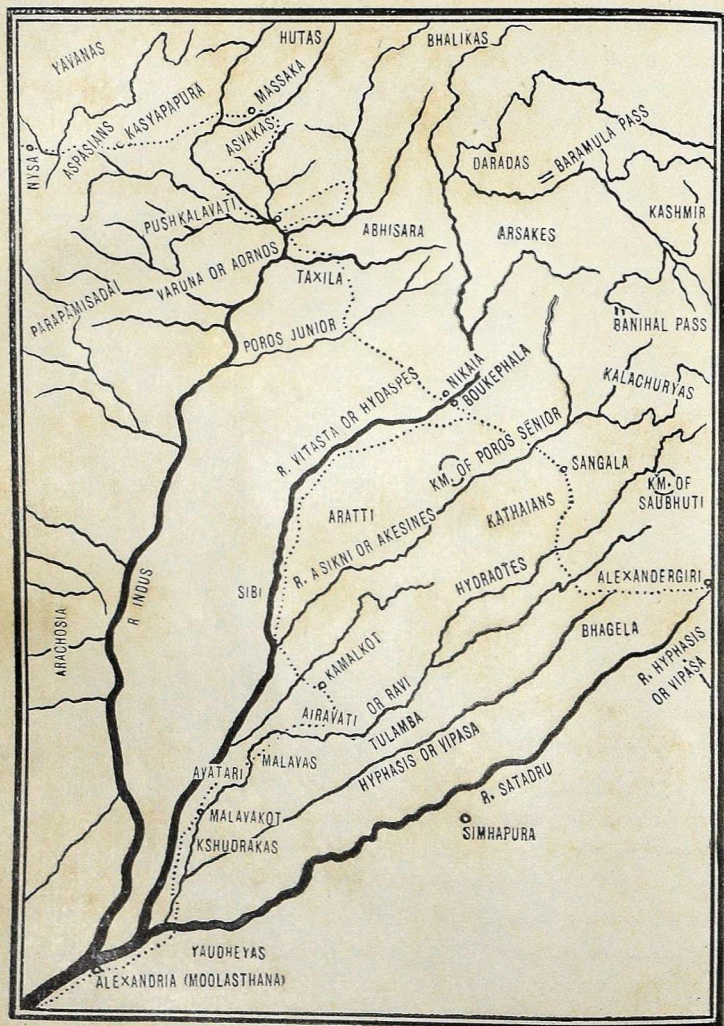 YAVANAS
HUTAS
BHALIKAS
MASSAKA
KASYAPAPURA
ASPASIANS
NYSA
ASVAKAS
DARADAS
BARAMULA PASS
KASHMIR
PUSHKALAVATI
ABHISARA
ARSAKES
VARUNA OR AORNOS
TAXILA
PARAPAMISADAI
BANIHAL PASS
POROS JUNIOR
NIKAIA
BOUKEPHALA
KALACHURYAS
R. VITASTA OR HYDASPES
KM. OF POROS SENIOR
SANGALA
KM. OF
SAUBHUTI
ARATTI
KATHAIANS
R. ASIKNI OR AKESINES
HYDRAOTES
ALEXANDERGIRI
SIBI
R INDUS
ARACHOSIA
BHAGELA
KAMALKOT
R. HYPHASIS
OR VIPASA
AIRAVATI OR RAVI
TULAMBA
MALAVAS
AVATARI
HYPHASIS OR VIPASA
R. SATADRU
MALAVAKOT
SIMHAPURA
KSHUDRAKAS
YAUDHEYAS
ALEXANDRIA (MOOLASTHANA)